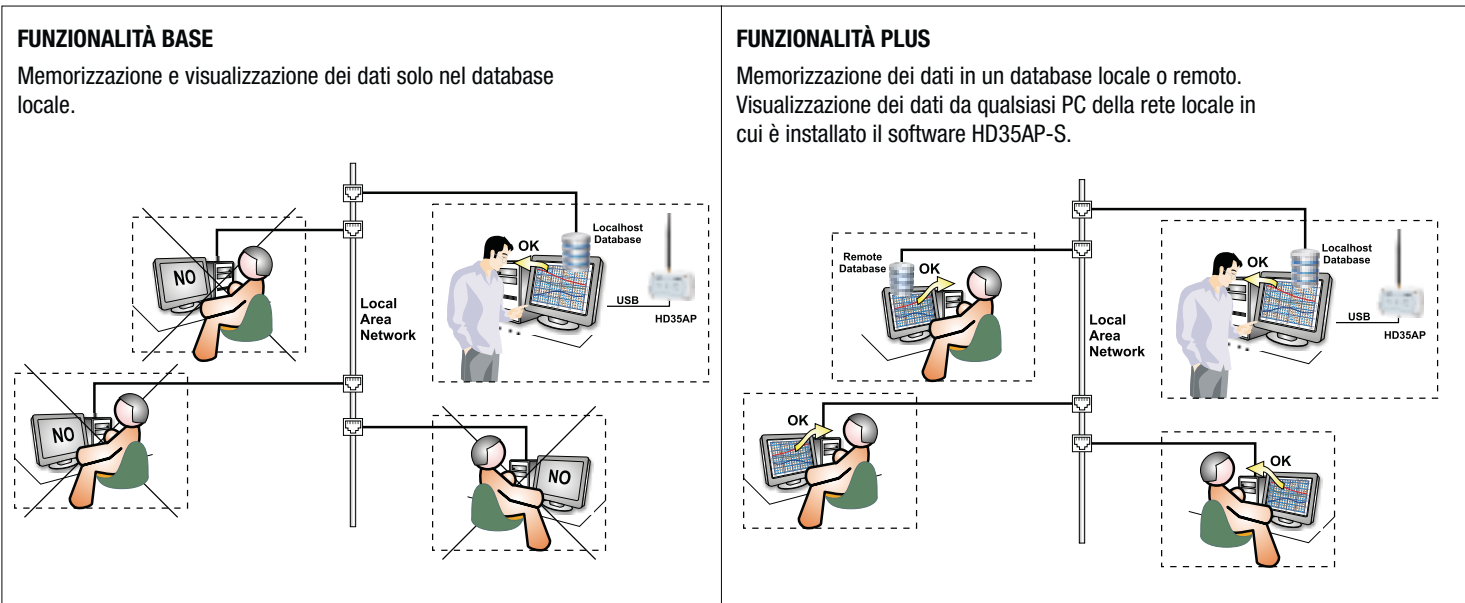 FUNZIONALITÀ BASE
Memorizzazione e visualizzazione dei dati solo nel database
locale.
NO
NO
Local
Area
Network
OK
Localhost
Database
USB
HD35AP
NO
FUNZIONALITÀ PLUS
Memorizzazione dei dati in un database locale o remoto.
Visualizzazione dei dati da qualsiasi PC della rete locale in
cui è installato il software HD35AP-S.
Remote
Database
OK
OK
Local
Area
Network
OK
Localhost
Database
USB
HD35AP
OK